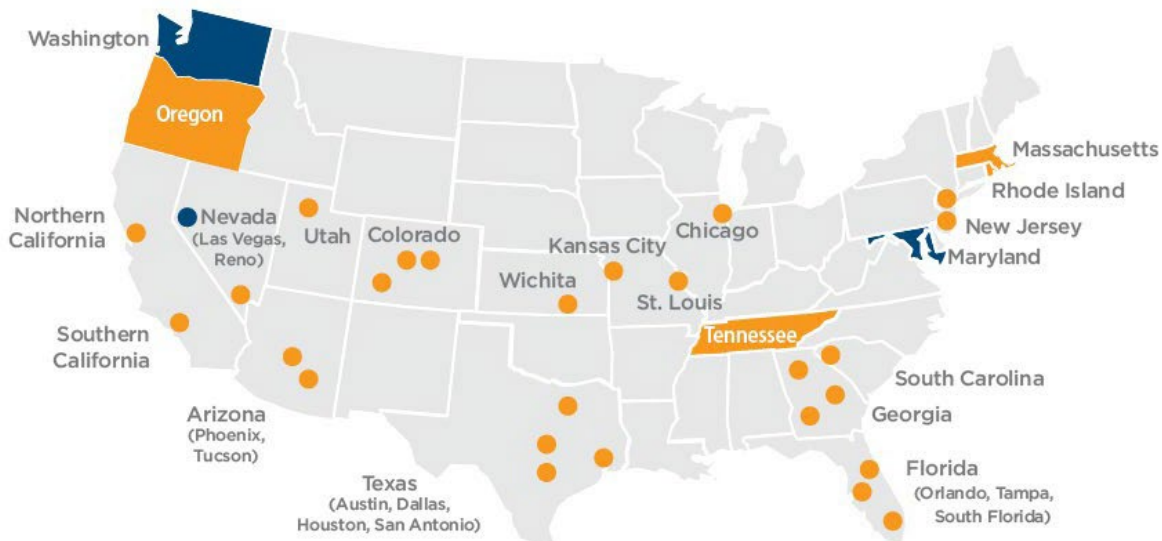 Washington
Oregon
Massachusetts
Rhode Island
New Jersey
Maryland
Northern
California
Nevada
(Las Vegas,
Reno)
Utah
Colorado
Kansas City
Chicago
Wichita
St. Louis
Southern
California
Tennessee
South Carolina
Georgia
Arizona
(Phoenix,
Tucson)
Texas
(Austin, Dallas,
Houston, San Antonio)
Florida
(Orlando, Tampa,
South Florida)